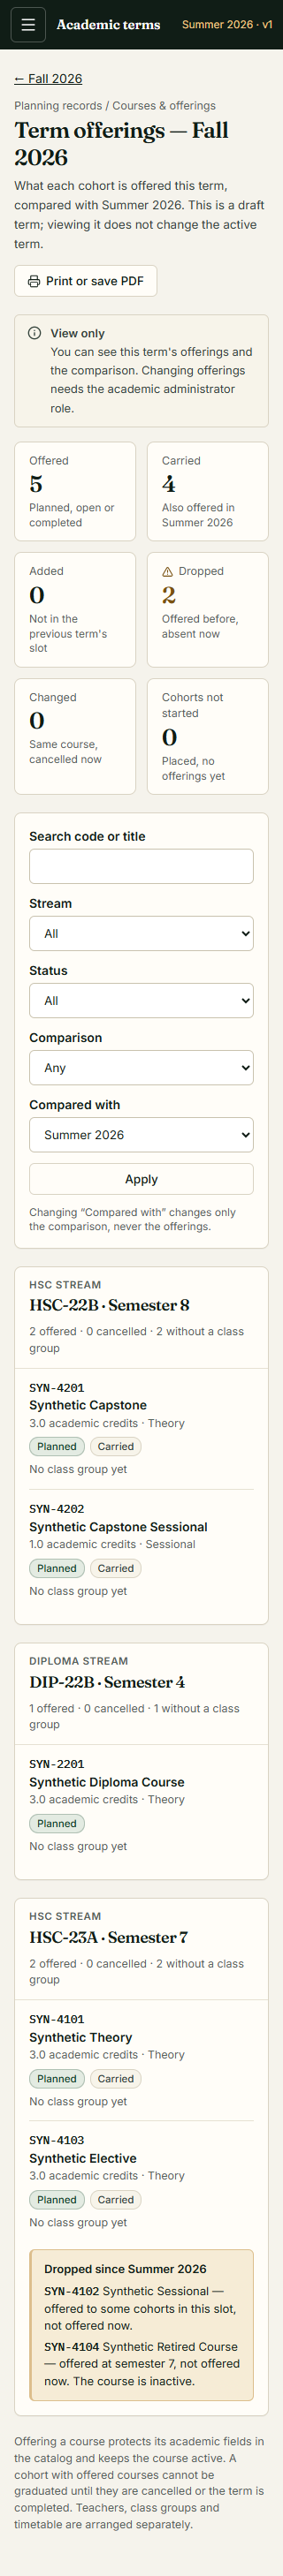 Academic terms
Summer 2026 · v1
← Fall 2026
Planning records / Courses & offerings
Term offerings — Fall
2026
What each cohort is offered this term,
compared with Summer 2026. This is a draft
term; viewing it does not change the active
term.
Print or save PDF
View only
You can see this term's offerings and
the comparison. Changing offerings
needs the academic administrator
role.
Offered
5
Planned, open or
completed
Carried
4
Also offered in
Summer 2026
Added
0
Not in the
previous term's
slot
Dropped
2
Offered before,
absent now
Changed
0
Same course,
cancelled now
Cohorts not
started
0
Placed, no
offerings yet
Search code or title
Stream
All
Status
All
Comparison
Any
Compared with
Summer 2026
Apply
Changing “Compared with” changes only
the comparison, never the offerings.
HSC STREAM
HSC-22B · Semester 8
2 offered · 0 cancelled · 2 without a class
group
SYN-4201
Synthetic Capstone
3.0 academic credits · Theory
Planned Carried
No class group yet
SYN-4202
Synthetic Capstone Sessional
1.0 academic credits · Sessional
Planned Carried
No class group yet
DIPLOMA STREAM
DIP-22B · Semester 4
1 offered · 0 cancelled · 1 without a class
group
SYN-2201
Synthetic Diploma Course
3.0 academic credits · Theory
Planned
No class group yet
HSC STREAM
HSC-23A · Semester 7
2 offered · 0 cancelled · 2 without a class
group
SYN-4101
Synthetic Theory
3.0 academic credits · Theory
Planned Carried
No class group yet
SYN-4103
Synthetic Elective
3.0 academic credits · Theory
Planned Carried
No class group yet
Dropped since Summer 2026
SYN-4102 Synthetic Sessional —
offered to some cohorts in this slot,
not offered now.
SYN-4104 Synthetic Retired Course
— offered at semester 7, not offered
now. The course is inactive.
Offering a course protects its academic fields in
the catalog and keeps the course active. A
cohort with offered courses cannot be
graduated until they are cancelled or the term is
completed. Teachers, class groups and
timetable are arranged separately.